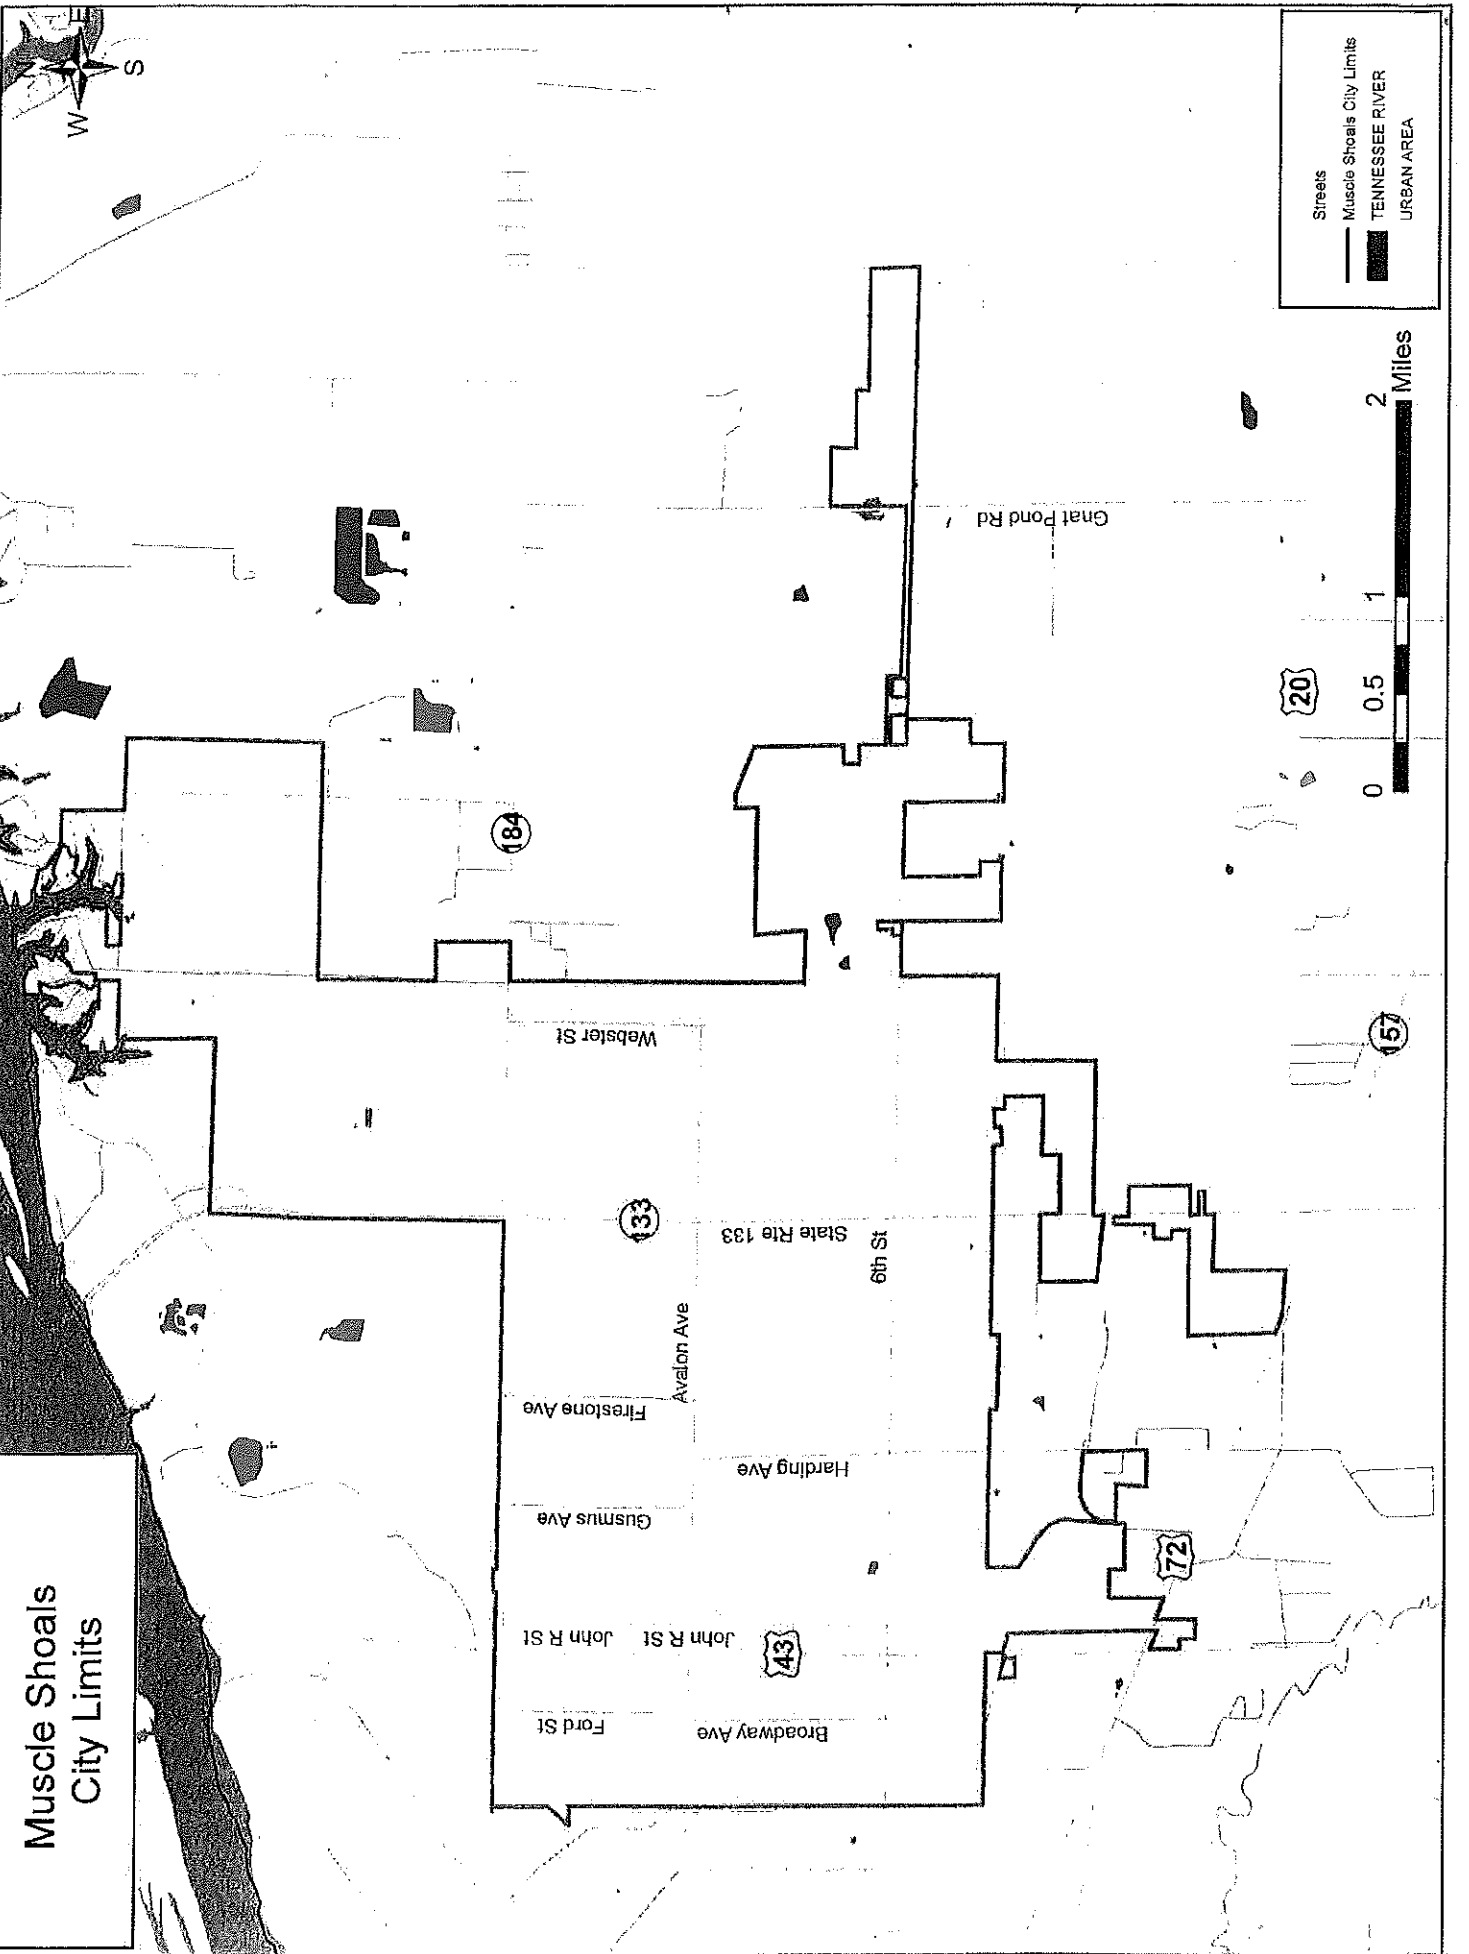 Muscle Shoals
City Limits
W
S
Streets
Muscle Shoals City Limits
TENNESSEE RIVER
URBAN AREA
0
0.5
1
2
Miles
184
133
157
20
72
43
Webster St
State Rte 133
6th St
Avalon Ave
Firestone Ave
Harding Ave
Gusmus Ave
John R St
John R St
Ford St
Broadway Ave
Gnat Pond Rd